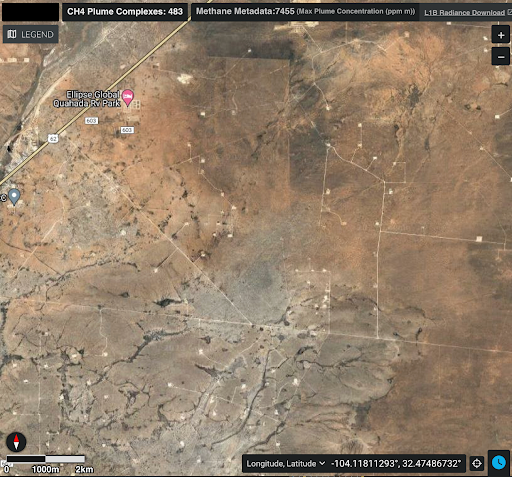 CH4 Plume Complexes: 483
Methane Metadata:7455 (Max Plume Concentration (ppm m))
L1B Radiance Download
LEGEND
+
−
Ellipse Global
Quahada Rv Park
603
603
62
1000m
2km
Longitude, Latitude
-104.11811293°, 32.47486732°